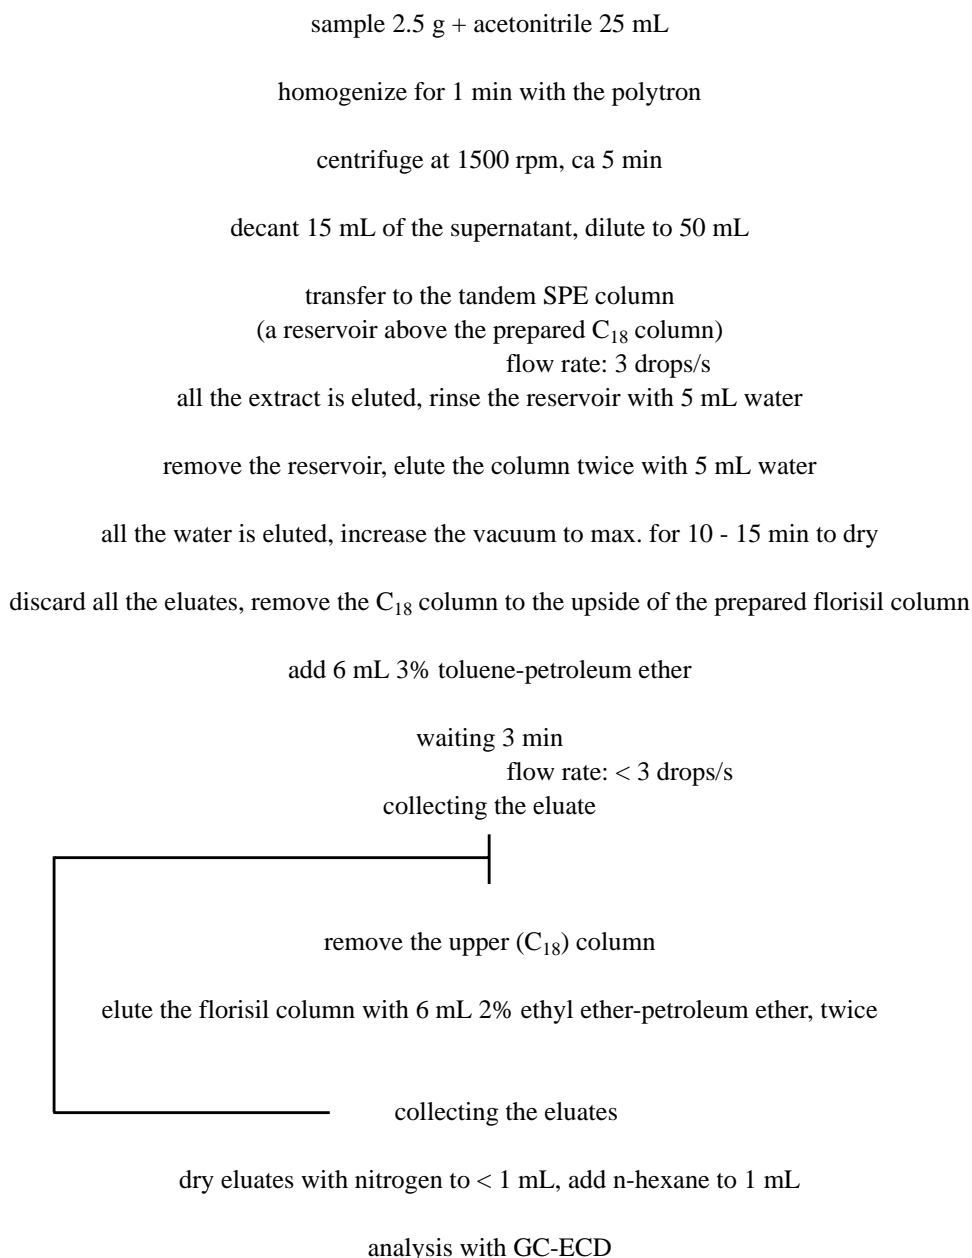 sample 2.5 g + acetonitrile 25 mL
homogenize for 1 min with the polytron
centrifuge at 1500 rpm, ca 5 min
decant 15 mL of the supernatant, dilute to 50 mL
transfer to the tandem SPE column
(a reservoir above the prepared C18 column)
flow rate: 3 drops/s
all the extract is eluted, rinse the reservoir with 5 mL water
remove the reservoir, elute the column twice with 5 mL water
all the water is eluted, increase the vacuum to max. for 10 - 15 min to dry
discard all the eluates, remove the C18 column to the upside of the prepared florisil column
add 6 mL 3% toluene-petroleum ether
waiting 3 min
flow rate: < 3 drops/s
collecting the eluate
remove the upper (C18) column
elute the florisil column with 6 mL 2% ethyl ether-petroleum ether, twice
collecting the eluates
dry eluates with nitrogen to < 1 mL, add n-hexane to 1 mL
analysis with GC-ECD